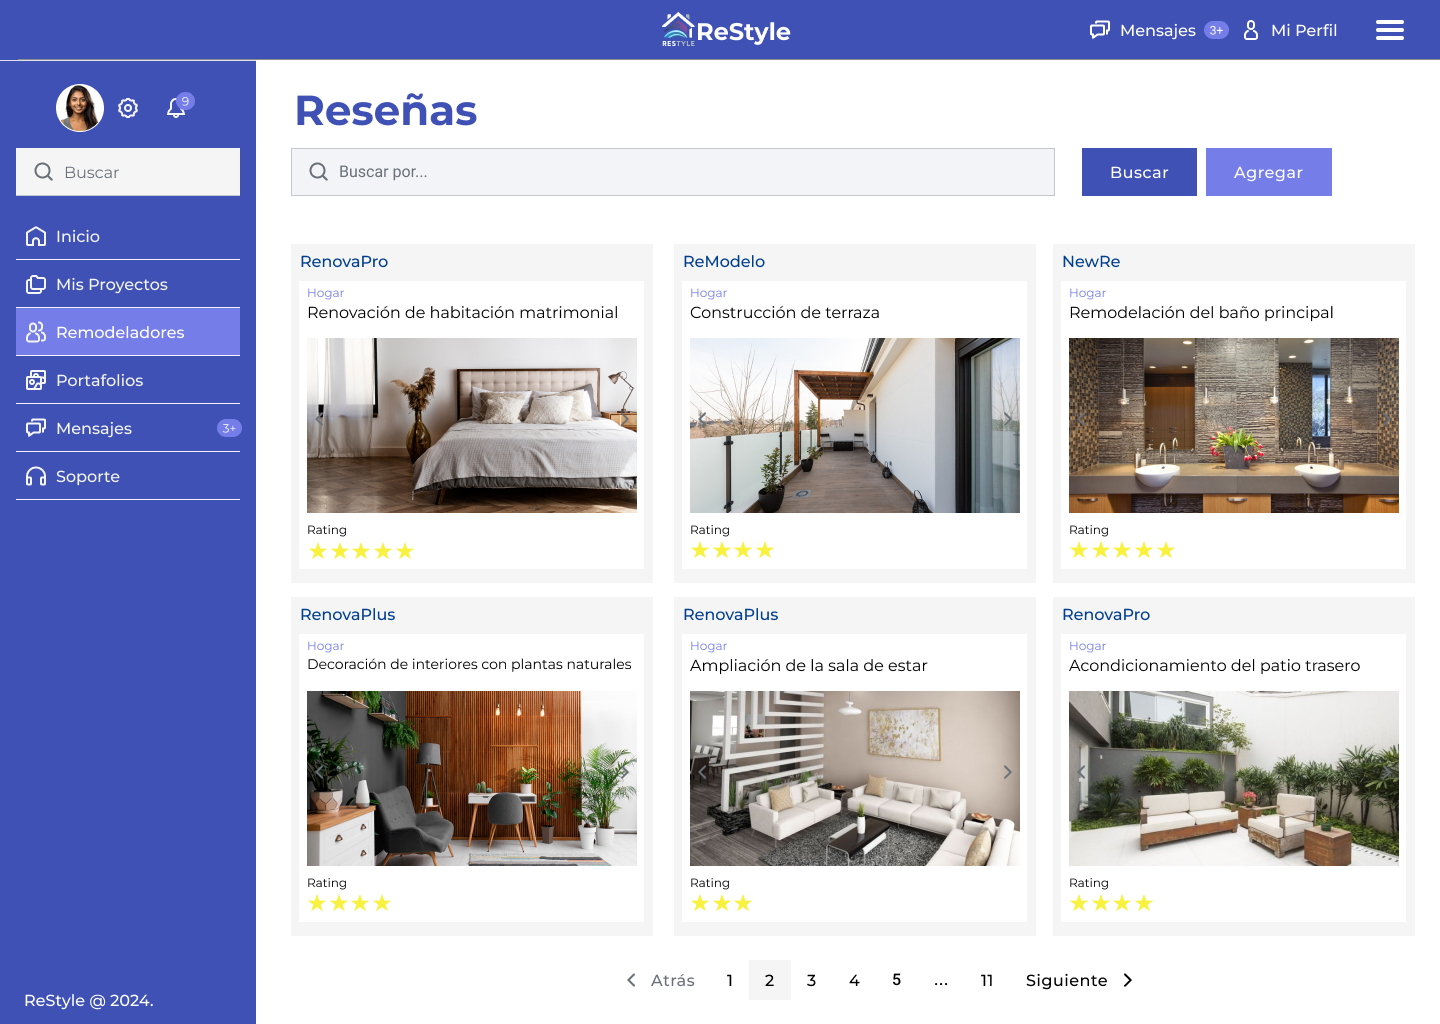 RESTYLE
ReStyle
Mensajes 3+ Mi Perfil
9
Buscar
Inicio
Mis Proyectos
Remodeladores
Portafolios
Mensajes 3+
Soporte
ReStyle @ 2024.
Reseñas
Buscar por...
Buscar
Agregar
RenovaPro
Hogar
Renovación de habitación matrimonial
Rating
ReModelo
Hogar
Construcción de terraza
Rating
NewRe
Hogar
Remodelación del baño principal
Rating
RenovaPlus
Hogar
Decoración de interiores con plantas naturales
Rating
RenovaPlus
Hogar
Ampliación de la sala de estar
Rating
RenovaPro
Hogar
Acondicionamiento del patio trasero
Rating
Atrás 1 2 3 4 5 ... 11 Siguiente